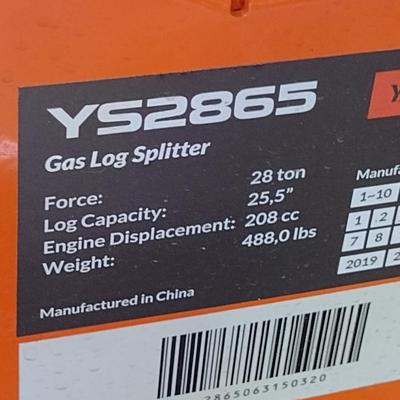 YS2865
Gas Log Splitter
Force: 28 ton
Log Capacity: 25,5”
Engine Displacement: 208 cc
Weight: 488,0 lbs
Manufactured in China
1~10
1 2
7 8
2019
2865063150320